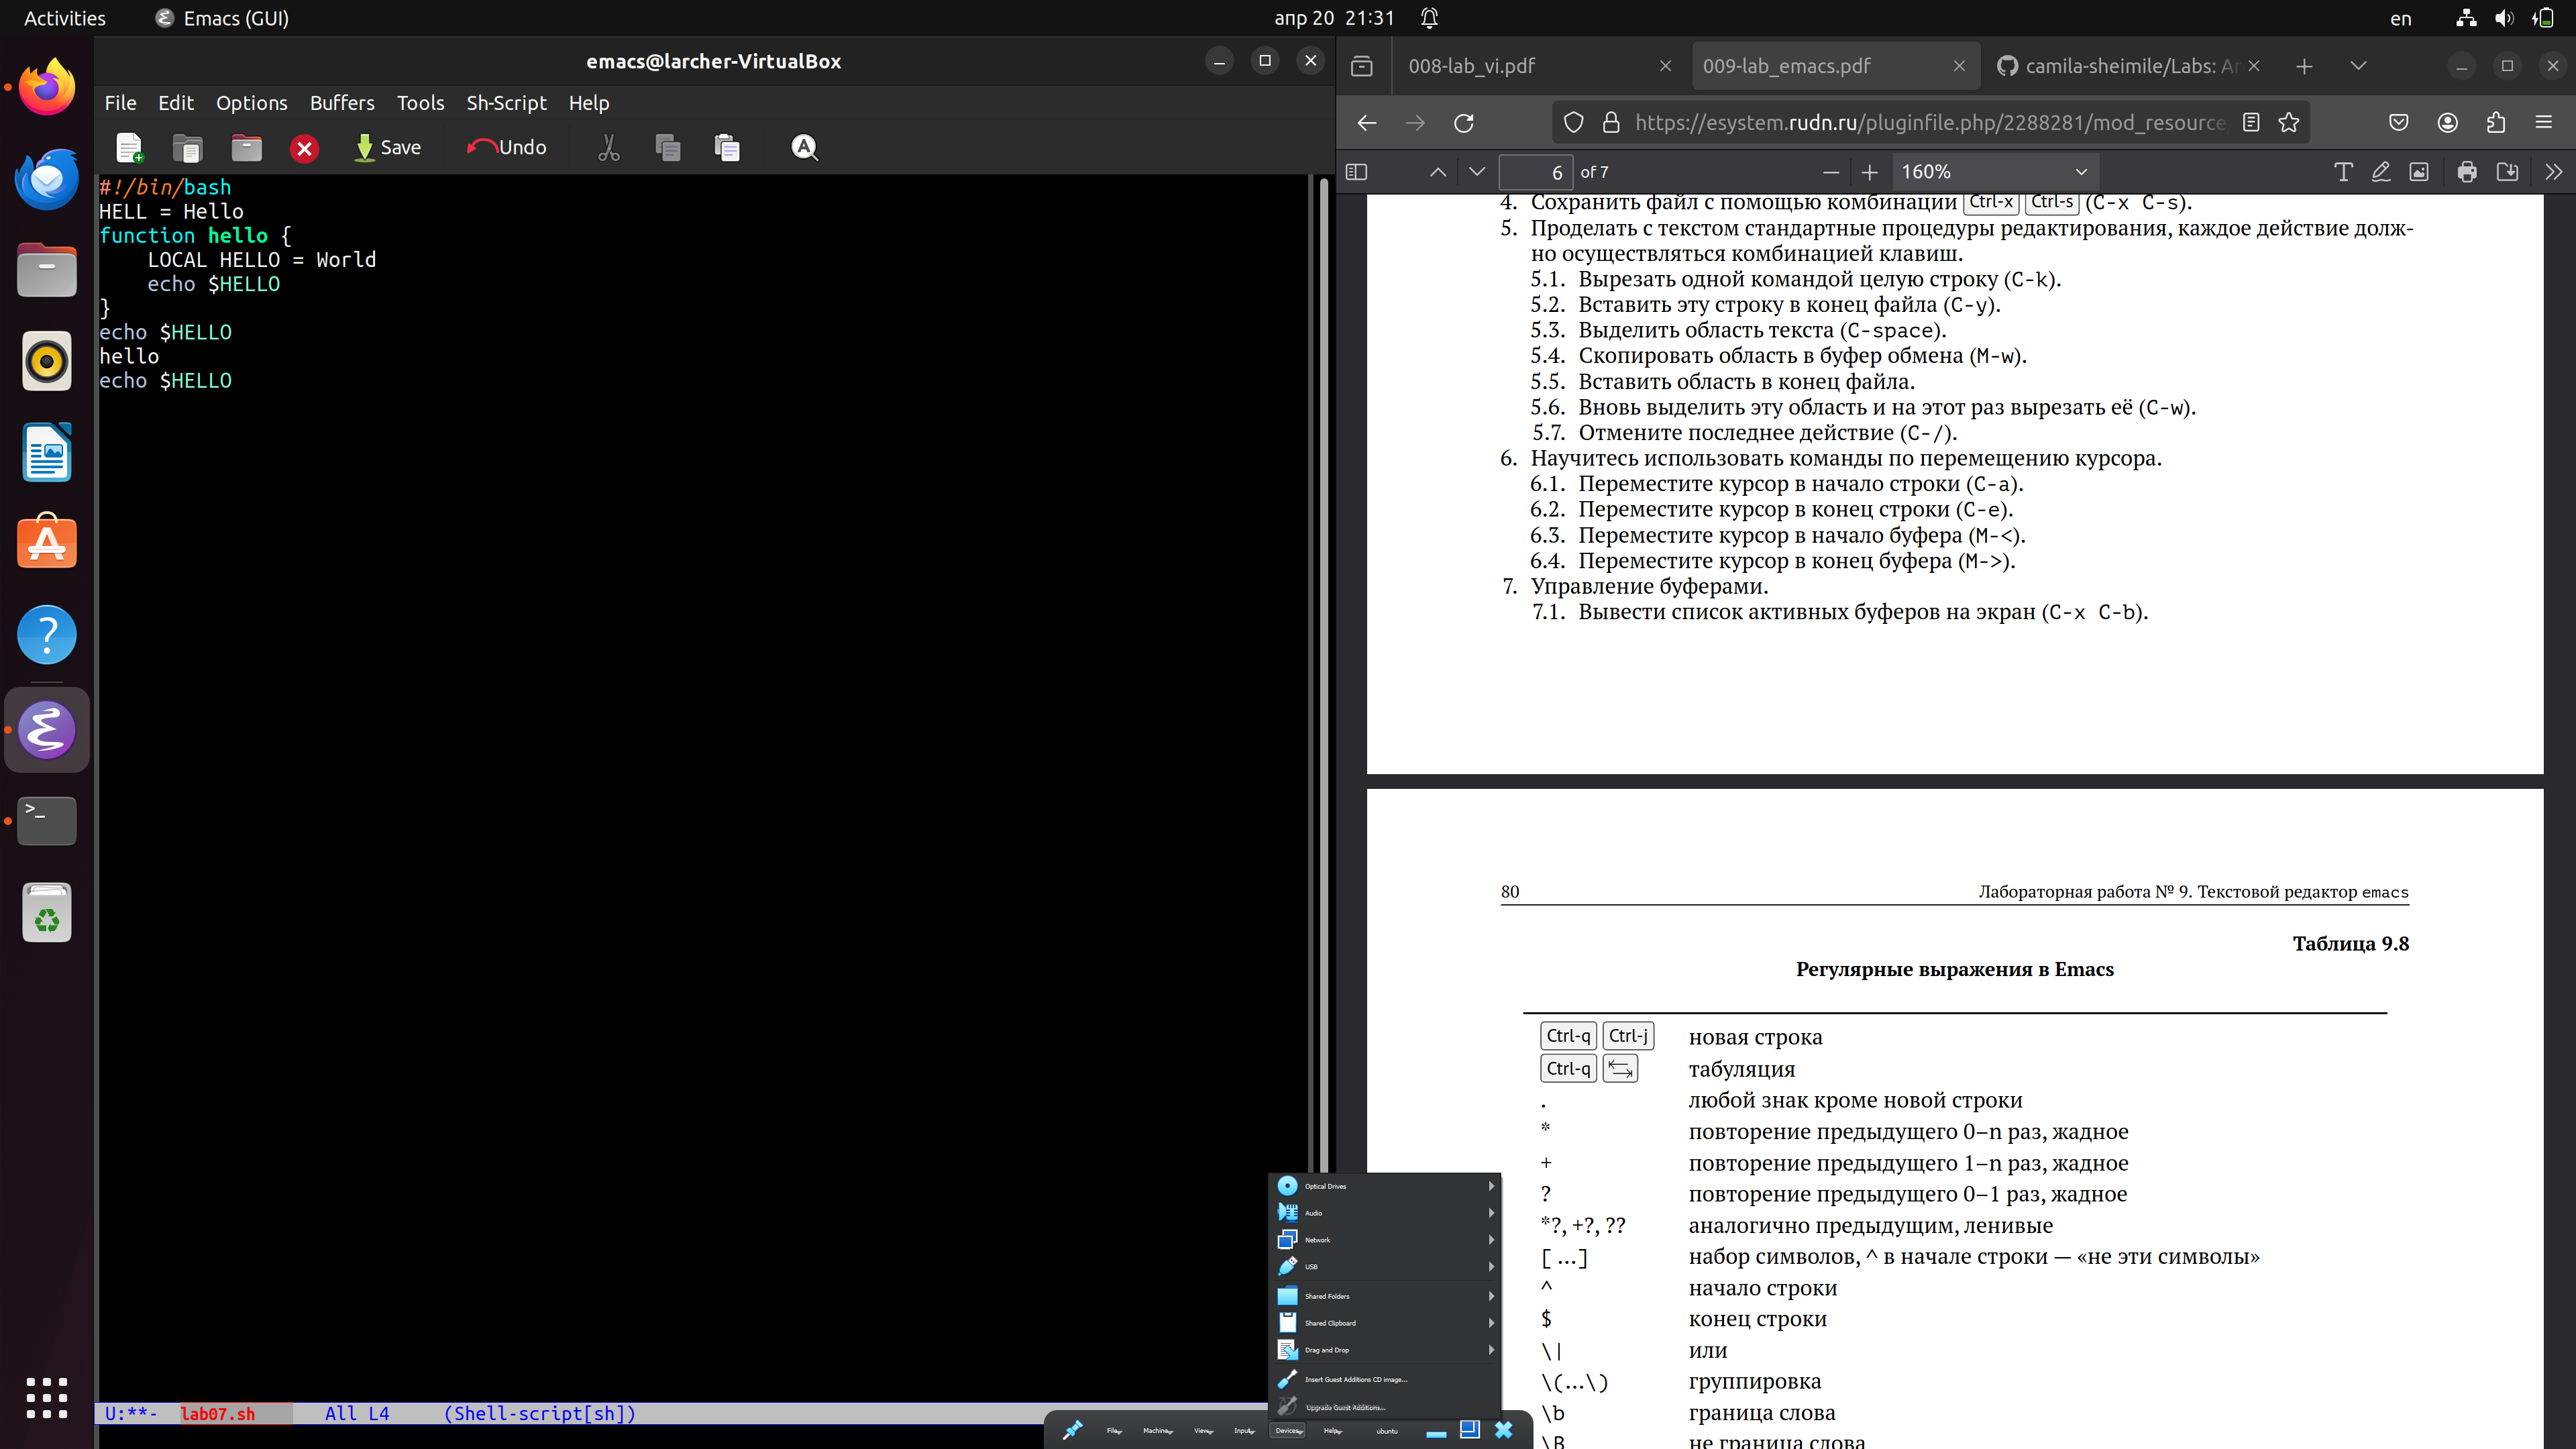 Activities Emacs (GUI) апр 20 21:31 en
emacs@larcher-VirtualBox
File Edit Options Buffers Tools Sh-Script Help
Save Undo
#!/bin/bash
HELL = Hello
function hello {
LOCAL HELLO = World
echo $HELLO
}
echo $HELLO
hello
echo $HELLO
U:**- lab07.sh All L4 (Shell-script[sh])
008-lab_vi.pdf 009-lab_emacs.pdf camila-sheimile/Labs: Ar
https://esystem.rudn.ru/pluginfile.php/2288281/mod_resource/
6 of 7 160%
4. Сохранить файл с помощью комбинации Ctrl-x Ctrl-s (C-x C-s).
5. Проделать с текстом стандартные процедуры редактирования, каждое действие долж-
но осуществляться комбинацией клавиш.
5.1. Вырезать одной командой целую строку (C-k).
5.2. Вставить эту строку в конец файла (C-y).
5.3. Выделить область текста (C-space).
5.4. Скопировать область в буфер обмена (M-w).
5.5. Вставить область в конец файла.
5.6. Вновь выделить эту область и на этот раз вырезать её (C-w).
5.7. Отмените последнее действие (C-/).
6. Научитесь использовать команды по перемещению курсора.
6.1. Переместите курсор в начало строки (C-a).
6.2. Переместите курсор в конец строки (C-e).
6.3. Переместите курсор в начало буфера (M-<).
6.4. Переместите курсор в конец буфера (M->).
7. Управление буферами.
7.1. Вывести список активных буферов на экран (C-x C-b).
80 Лабораторная работа № 9. Текстовой редактор emacs
Таблица 9.8
Регулярные выражения в Emacs
Ctrl-q Ctrl-j новая строка
Ctrl-q табуляция
. любой знак кроме новой строки
* повторение предыдущего 0–n раз, жадное
+ повторение предыдущего 1–n раз, жадное
? повторение предыдущего 0–1 раз, жадное
*?, +?, ?? аналогично предыдущим, ленивые
[ ...] набор символов, ^ в начале строки — «не эти символы»
^ начало строки
$ конец строки
\| или
\(...\) группировка
\b граница слова
\B не граница слова
Optical Drives
Audio
Network
USB
Shared Folders
Shared Clipboard
Drag and Drop
Insert Guest Additions CD image...
Upgrade Guest Additions...
File Machine View Input Devices Help ubuntu